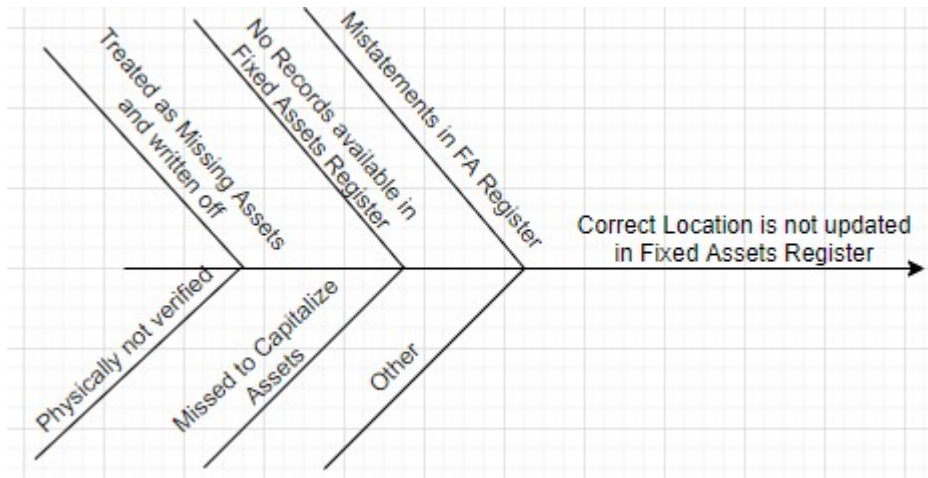 Treated as Missing Assets
and written off
No Records available in
Fixed Assets Register
Mistatements in FA Register
Correct Location is not updated
in Fixed Assets Register
Physically not verified
Missed to Capitalize
Assets
Other